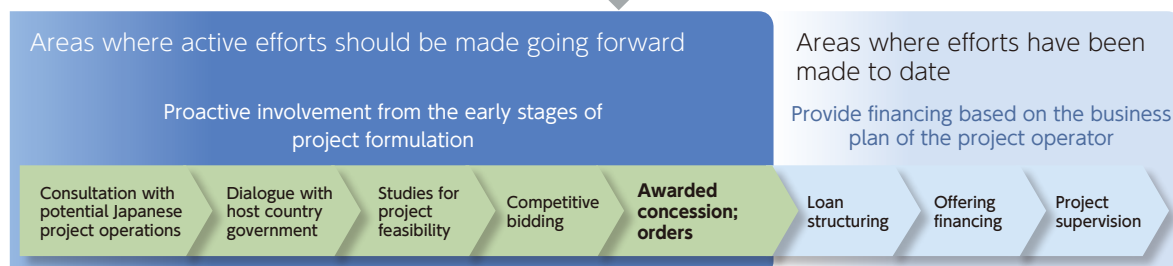 Areas where active efforts should be made going forward
Proactive involvement from the early stages of
project formulation
Areas where efforts have been
made to date
Provide financing based on the business
plan of the project operator
Consultation with
potential Japanese
project operations
Dialogue with
host country
government
Studies for
project
feasibility
Competitive
bidding
Awarded
concession;
orders
Loan
structuring
Offering
financing
Project
supervision